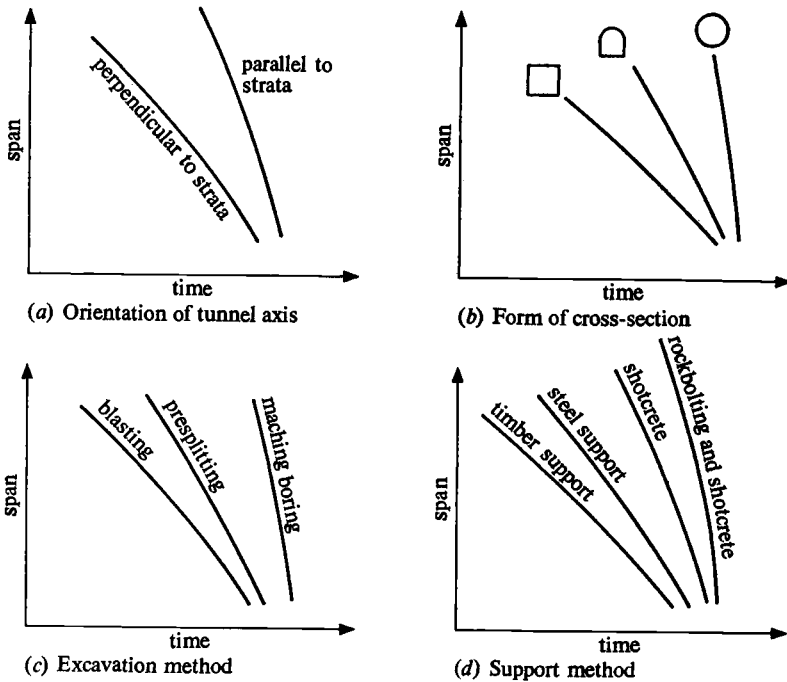 span
perpendicular to strata
parallel to
strata
time
(a) Orientation of tunnel axis
span
time
(b) Form of cross-section
span
blasting
presplitting
maching boring
time
(c) Excavation method
span
timber support
steel support
shotcrete
rockbolting and shotcrete
time
(d) Support method